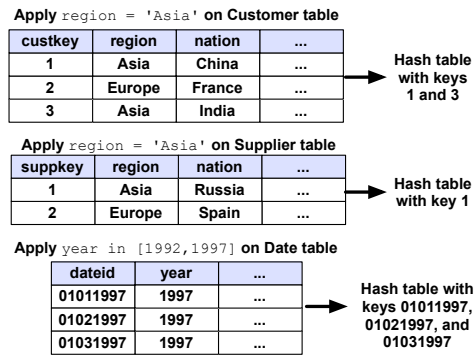 Apply region = 'Asia' on Customer table
custkey region nation ...
1 Asia China ...
2 Europe France ...
3 Asia India ...
Hash table
with keys
1 and 3
Apply region = 'Asia' on Supplier table
suppkey region nation ...
1 Asia Russia ...
2 Europe Spain ...
Hash table
with key 1
Apply year in [1992,1997] on Date table
dateid year ...
01011997 1997 ...
01021997 1997 ...
01031997 1997 ...
Hash table with
keys 01011997,
01021997, and
01031997